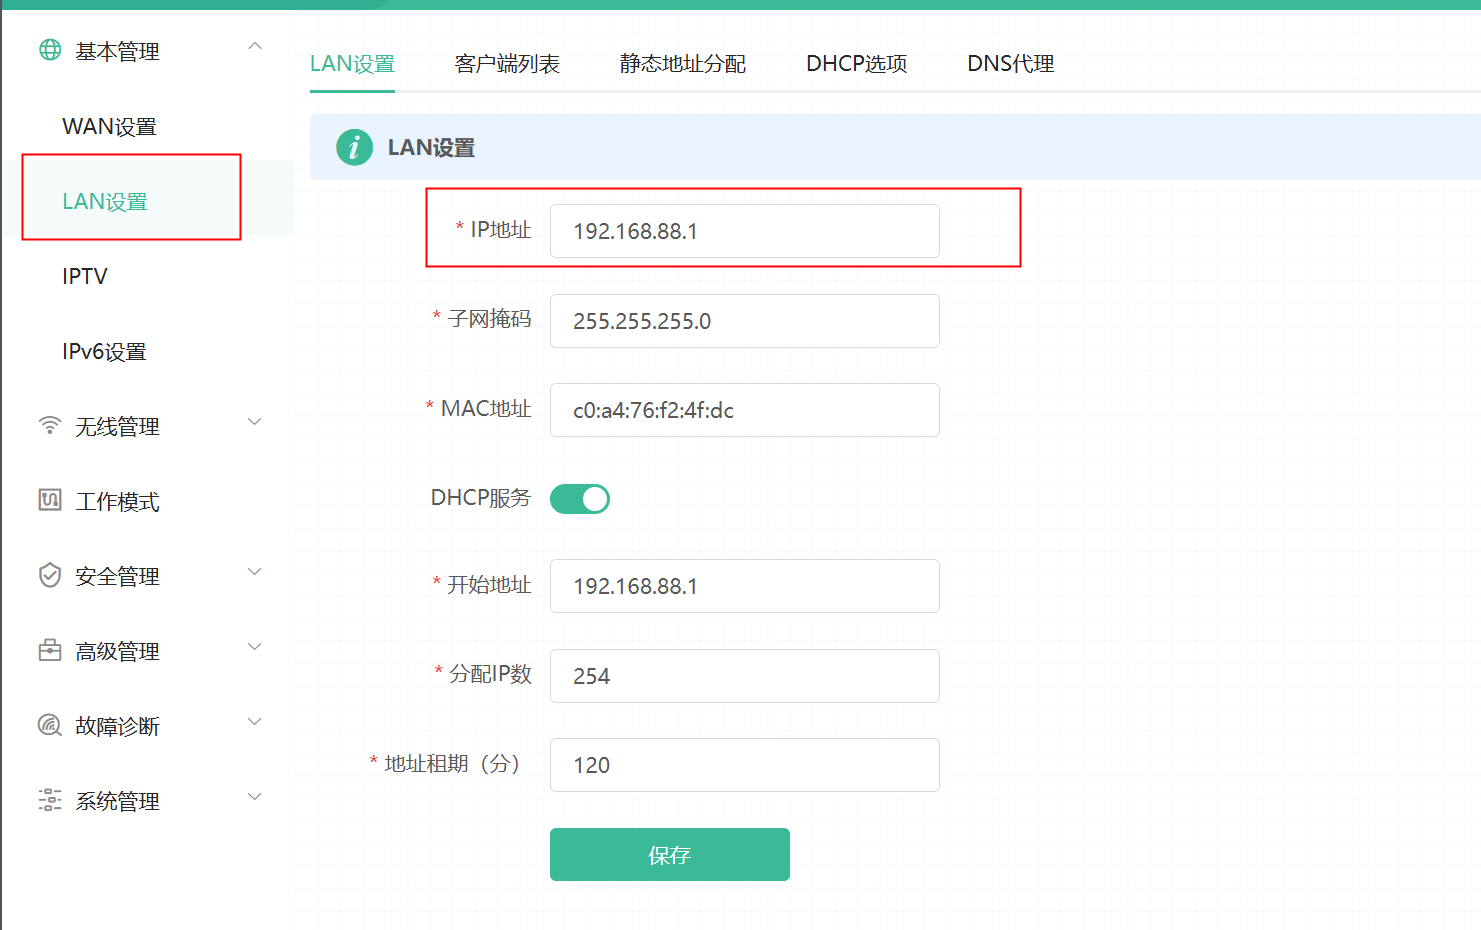 基本管理
WAN设置
LAN设置
IPTV
IPv6设置
无线管理
工作模式
安全管理
高级管理
故障诊断
系统管理
LAN设置 客户端列表 静态地址分配 DHCP选项 DNS代理
i LAN设置
* IP地址 192.168.88.1
* 子网掩码 255.255.255.0
* MAC地址 c0:a4:76:f2:4f:dc
DHCP服务
* 开始地址 192.168.88.1
* 分配IP数 254
* 地址租期（分） 120
保存